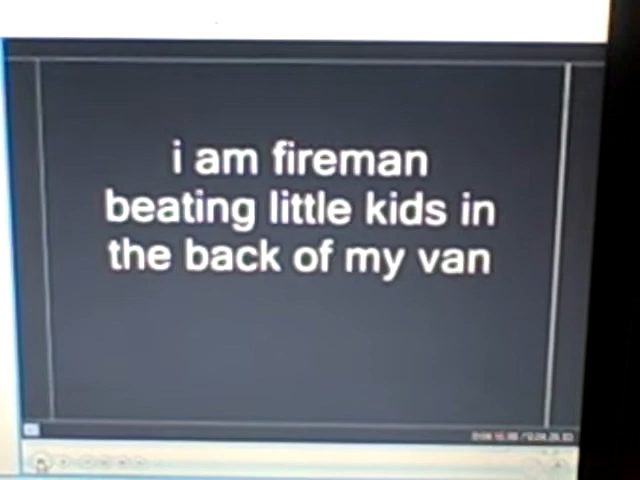 i am fireman
beating little kids in
the back of my van